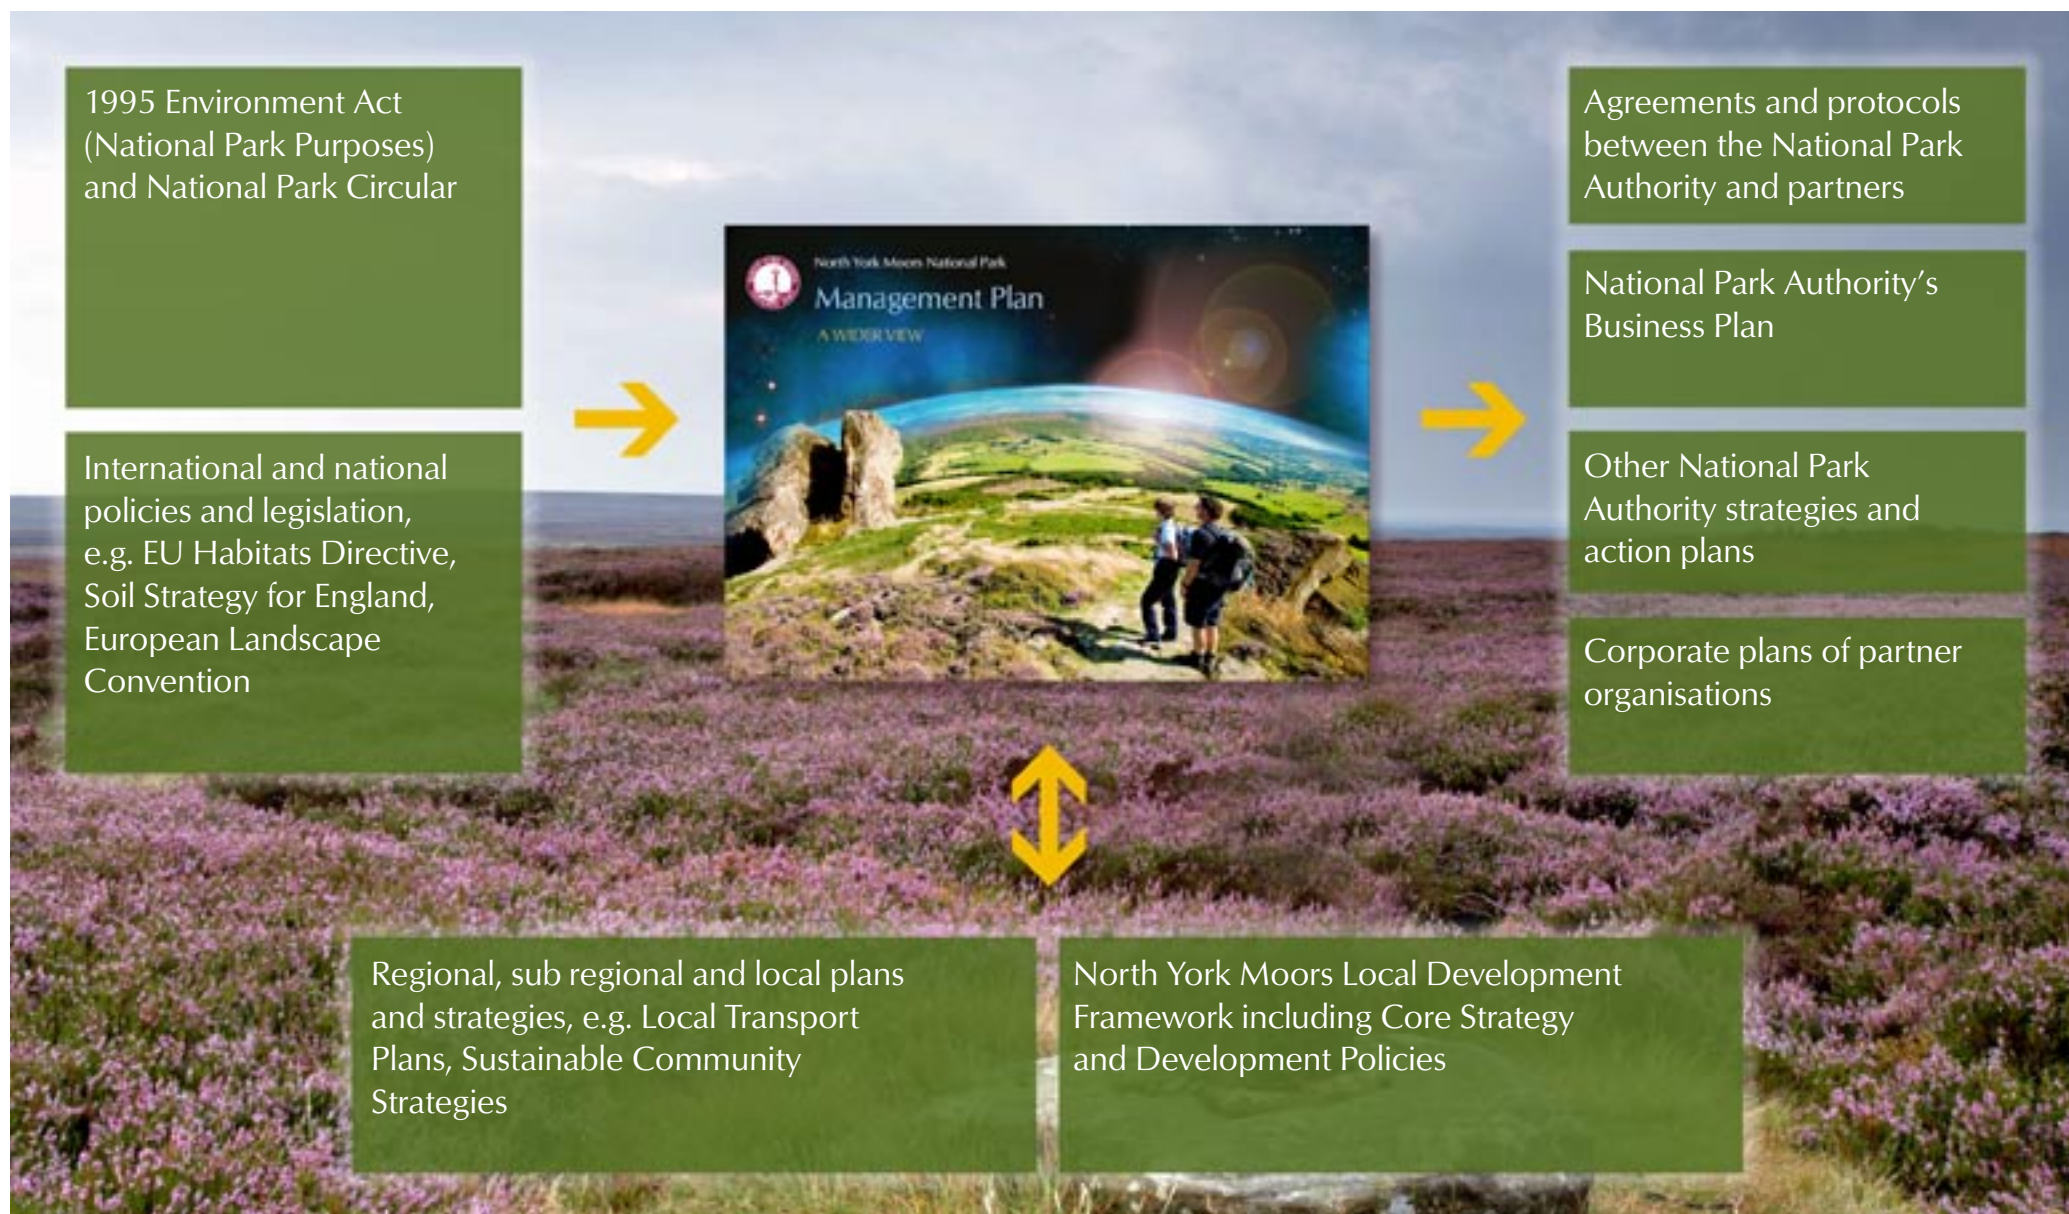 1995 Environment Act
(National Park Purposes)
and National Park Circular
International and national
policies and legislation,
e.g. EU Habitats Directive,
Soil Strategy for England,
European Landscape
Convention
North York Moors National Park
Management Plan
A WIDER VIEW
Agreements and protocols
between the National Park
Authority and partners
National Park Authority’s
Business Plan
Other National Park
Authority strategies and
action plans
Corporate plans of partner
organisations
Regional, sub regional and local plans
and strategies, e.g. Local Transport
Plans, Sustainable Community
Strategies
North York Moors Local Development
Framework including Core Strategy
and Development Policies